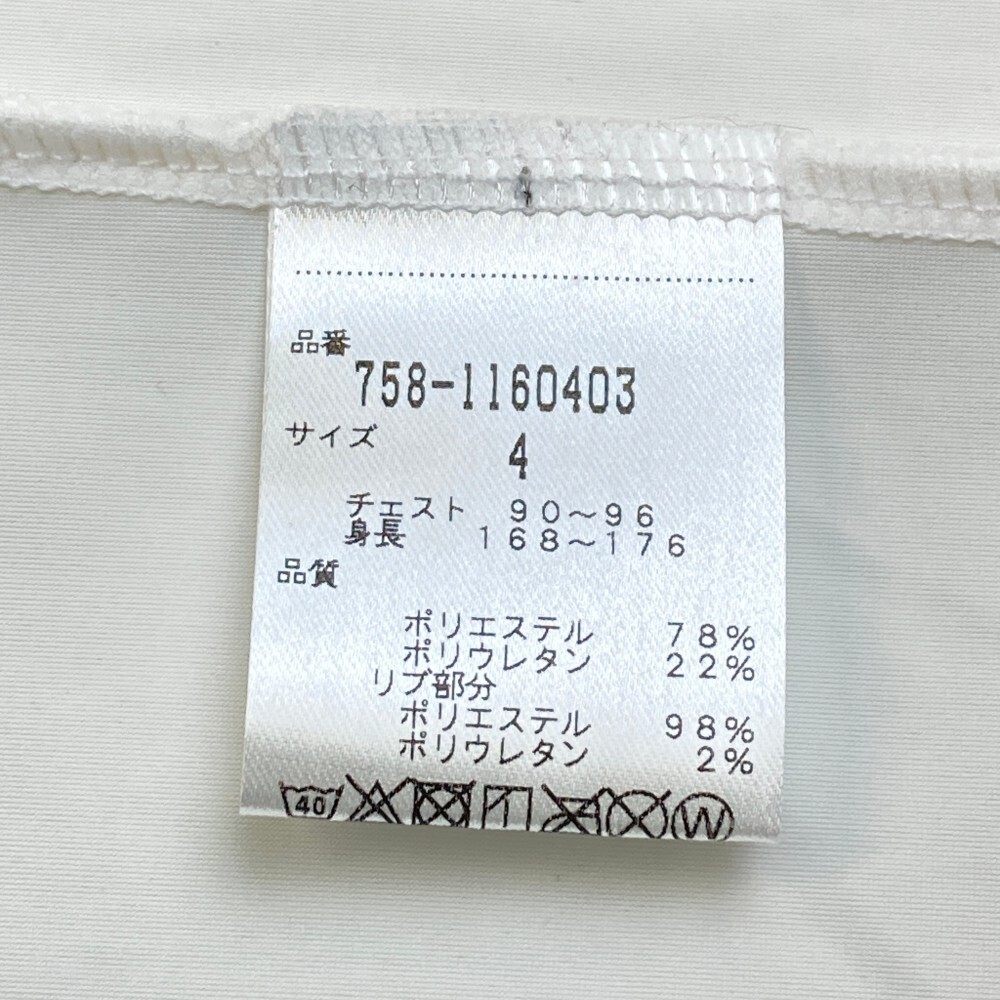 品番
758-1160403
サイズ
4
チェスト 90～96
身長 168～176
品質
ポリエステル 78%
ポリウレタン 22%
リブ部分
ポリエステル 98%
ポリウレタン 2%
40 W